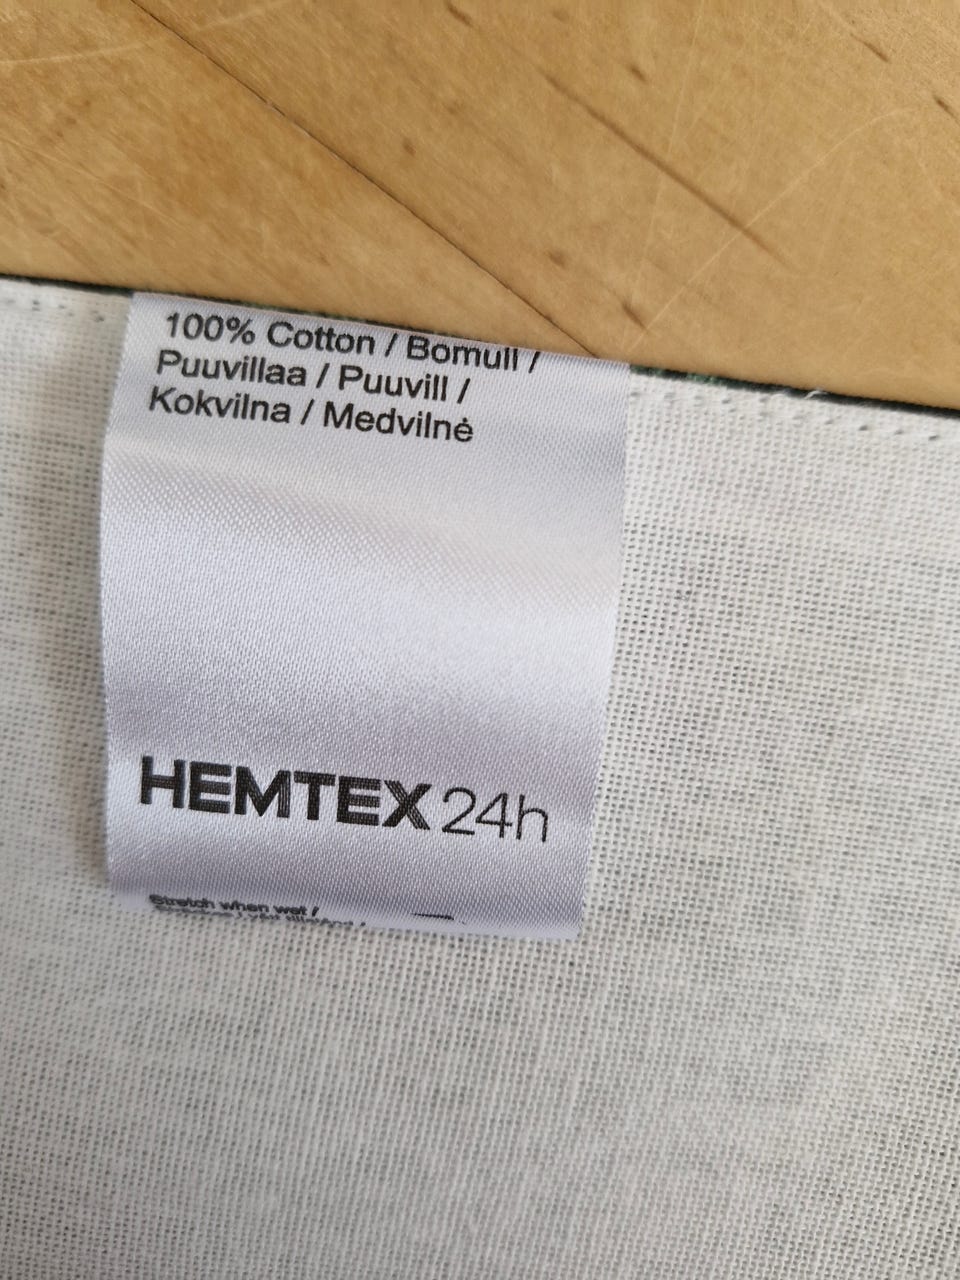 100% Cotton / Bomull /
Puuvillaa / Puuvill /
Kokvilna / Medvilnė
HEMTEX 24h
Stretch when wet /